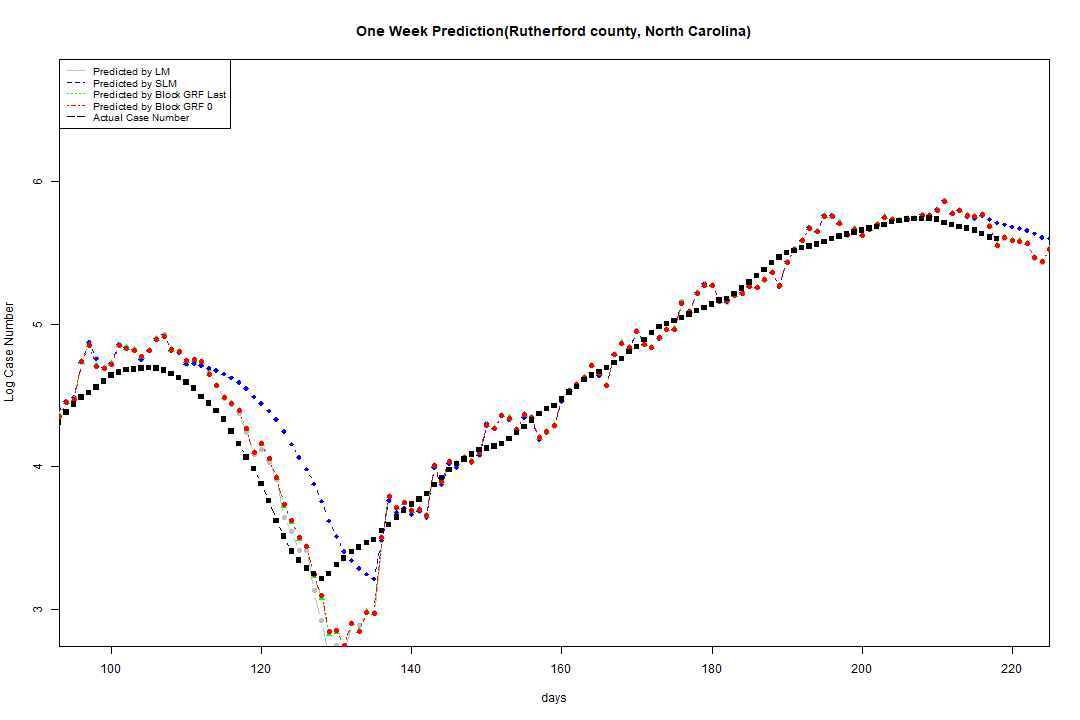 One Week Prediction(Rutherford county, North Carolina)
Predicted by LM
Predicted by SLM
Predicted by Block GRF Last
Predicted by Block GRF 0
Actual Case Number
6
5
4
3
Log Case Number
100 120 140 160 180 200 220
days